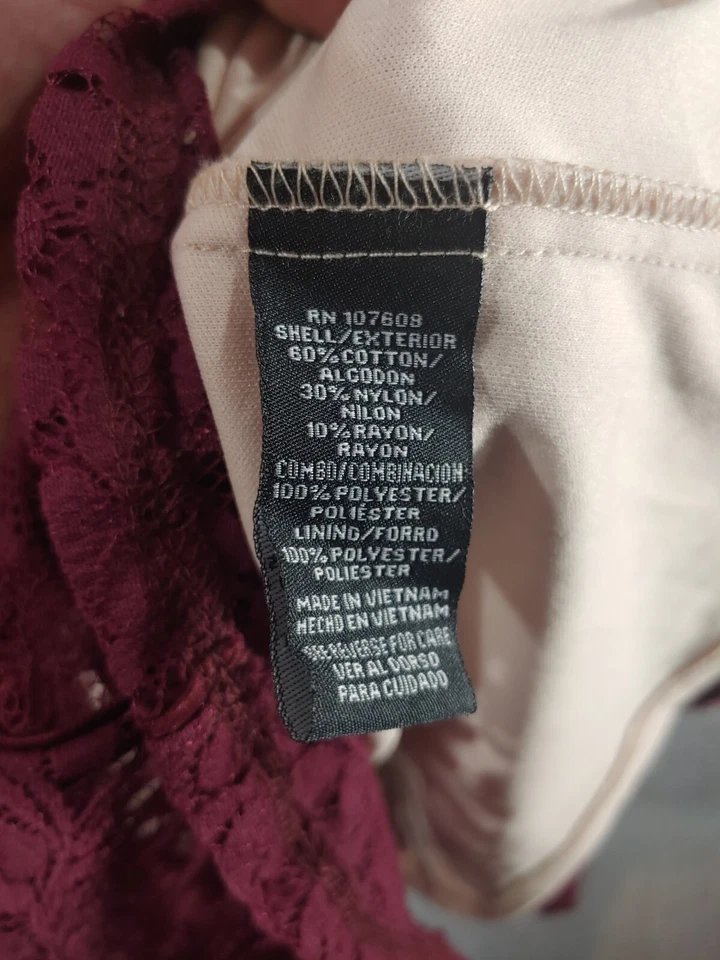 RN 107608
SHELL/EXTERIOR
60% COTTON/
ALGODON
30% NYLON/
NILON
10% RAYON/
RAYON
COMBO/COMBINACION
100% POLYESTER/
POLIÉSTER
LINING/FORRO
100% POLYESTER/
POLIESTER
MADE IN VIETNAM
HECHO EN VIETNAM
SEE REVERSE FOR CARE
VER AL DORSO
PARA CUIDADO